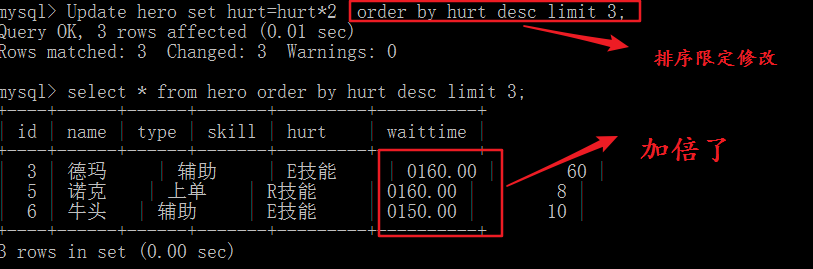 mysql> Update hero set hurt=hurt*2 order by hurt desc limit 3;
Query OK, 3 rows affected (0.01 sec)
Rows matched: 3  Changed: 3  Warnings: 0
排序限定修改
mysql> select * from hero order by hurt desc limit 3;
+----+------+------+-------+---------+----------+
| id | name | type | skill | hurt | waittime |
+----+------+------+-------+---------+----------+
| 3 | 德玛 | 辅助 | E技能 | 0160.00 | 60 |
| 5 | 诺克 | 上单 | R技能 | 0160.00 | 8 |
| 6 | 牛头 | 辅助 | E技能 | 0150.00 | 10 |
+----+------+------+-------+---------+----------+
加倍了
3 rows in set (0.00 sec)